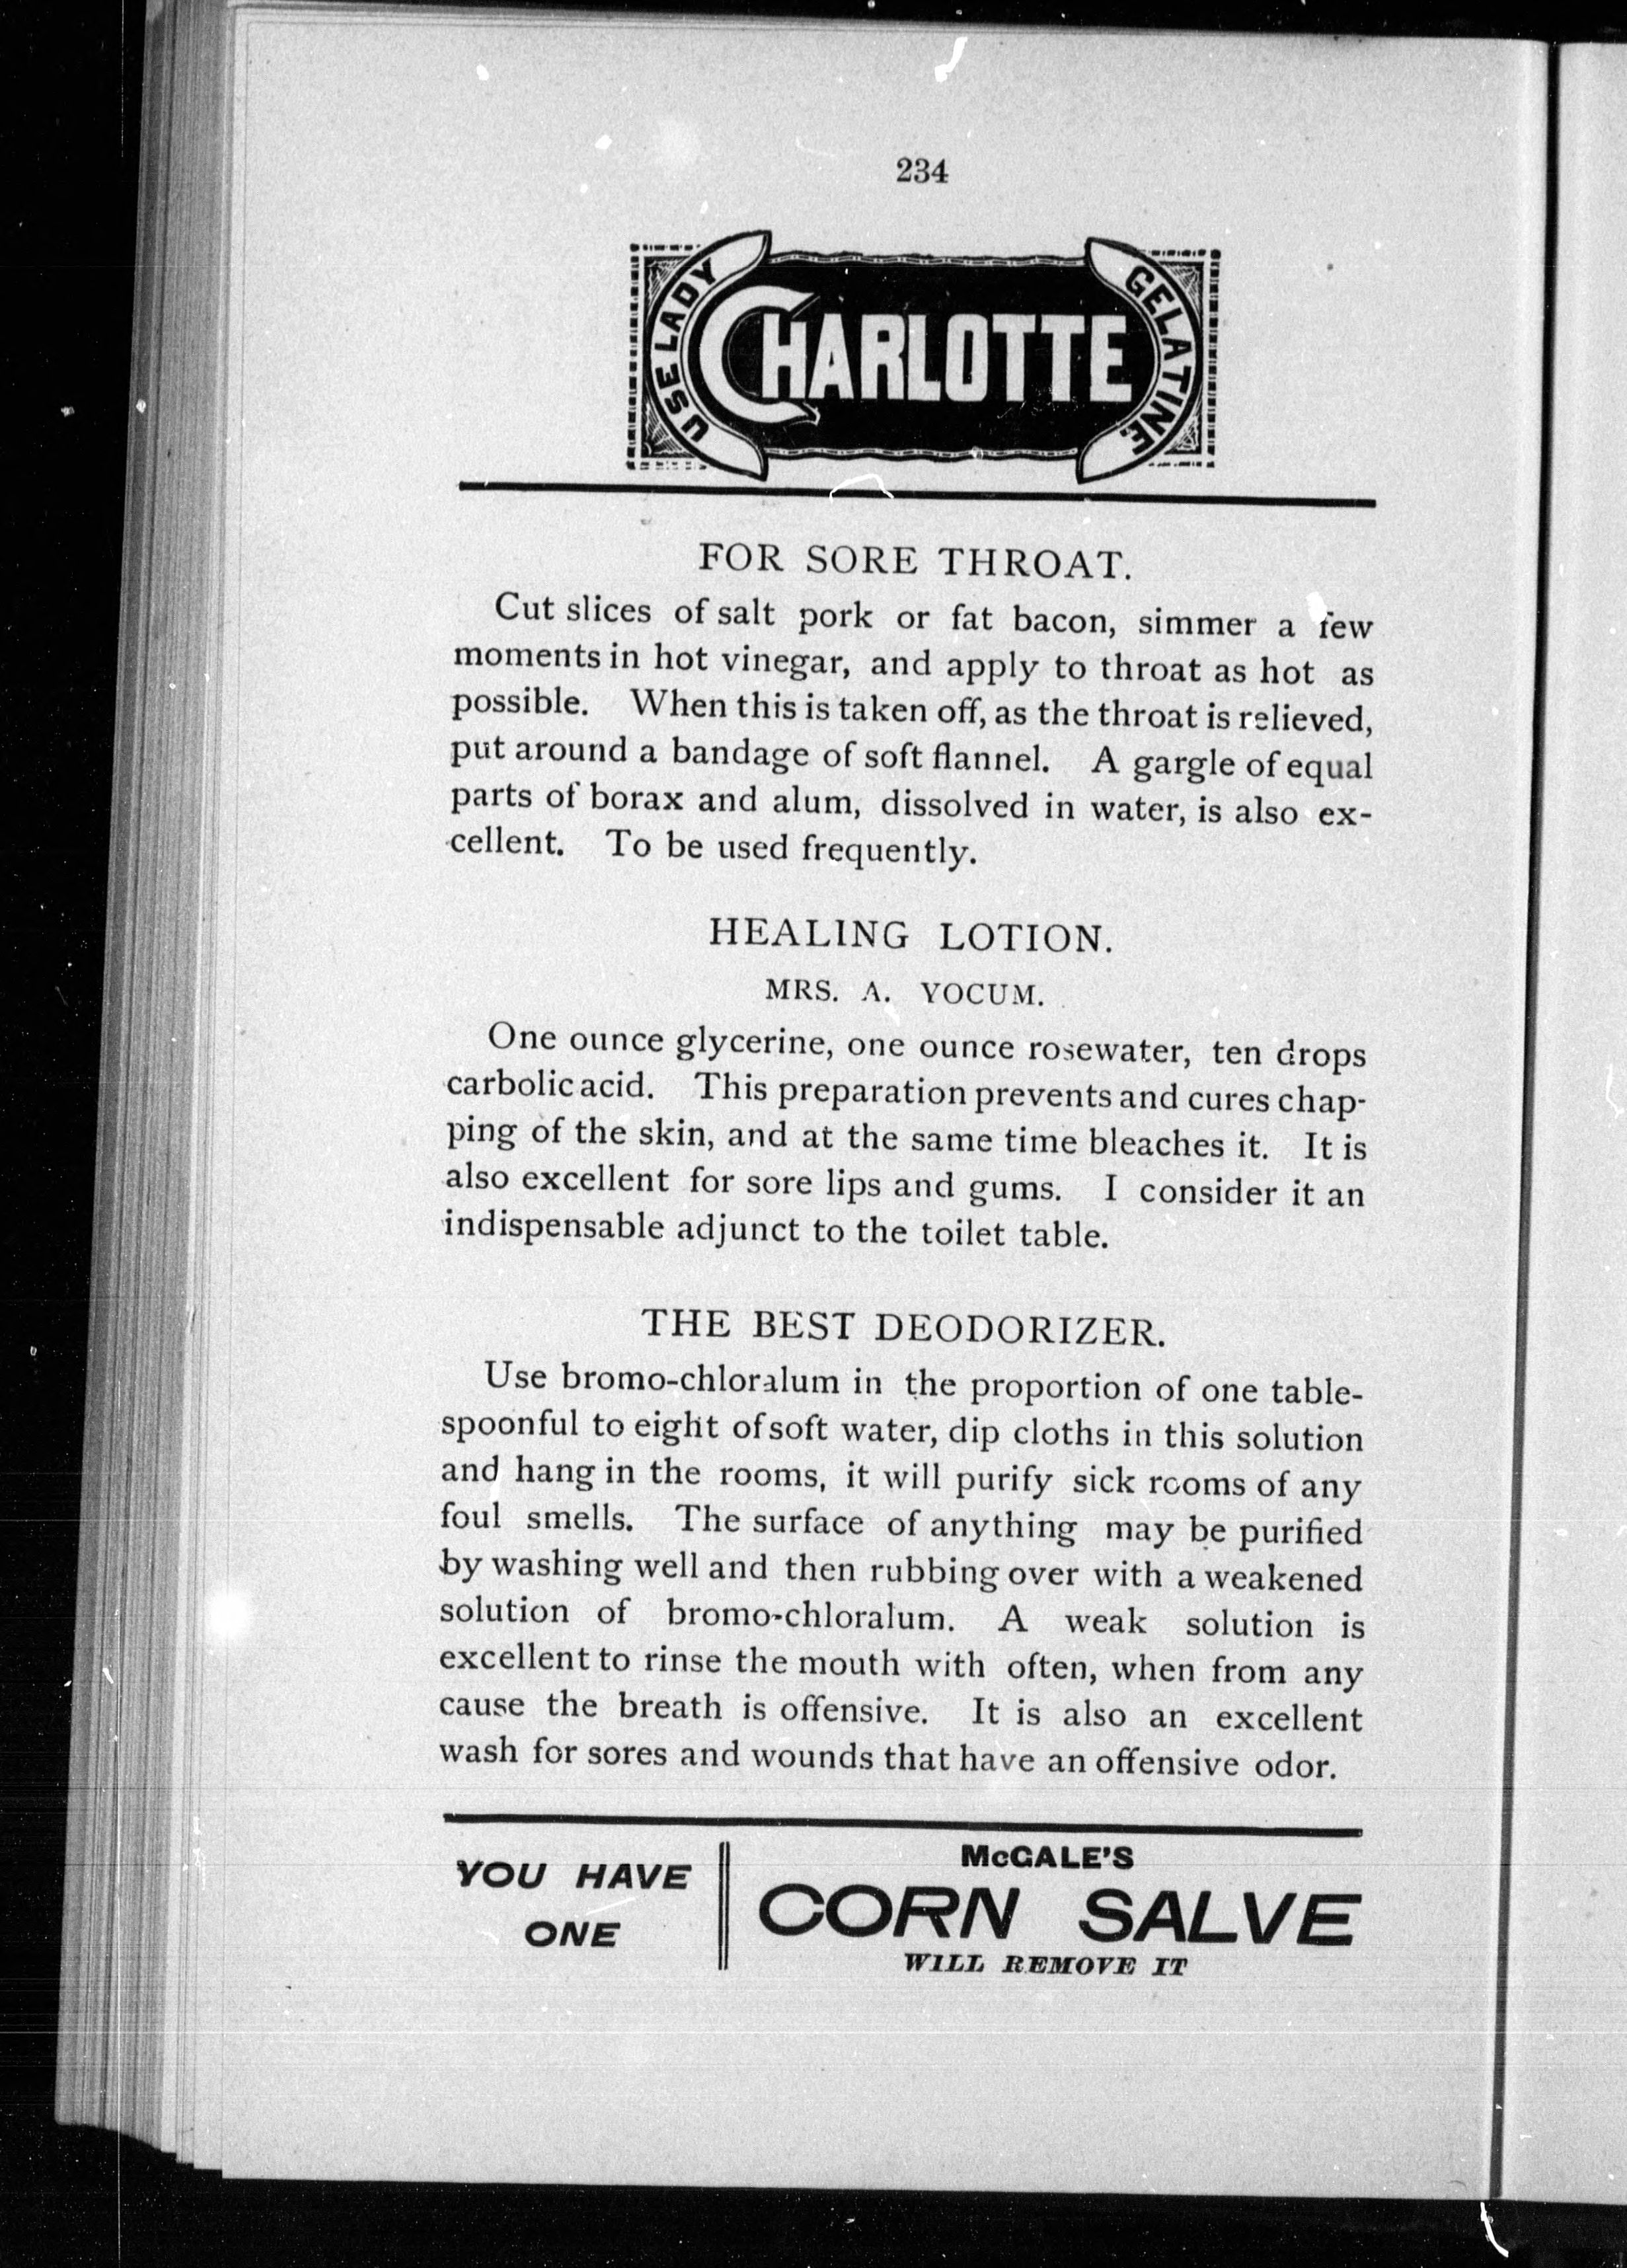 234
USE LADY CHARLOTTE GELATINE.
FOR SORE THROAT.
Cut slices of salt pork or fat bacon, simmer a few
moments in hot vinegar, and apply to throat as hot as
possible. When this is taken off, as the throat is relieved,
put around a bandage of soft flannel. A gargle of equal
parts of borax and alum, dissolved in water, is also ex-
cellent. To be used frequently.
HEALING LOTION.
MRS. A. YOCUM.
One ounce glycerine, one ounce rosewater, ten drops
carbolic acid. This preparation prevents and cures chap-
ping of the skin, and at the same time bleaches it. It is
also excellent for sore lips and gums. I consider it an
indispensable adjunct to the toilet table.
THE BEST DEODORIZER.
Use bromo-chloralum in the proportion of one table-
spoonful to eight of soft water, dip cloths in this solution
and hang in the rooms, it will purify sick rooms of any
foul smells. The surface of anything may be purified
by washing well and then rubbing over with a weakened
solution of bromo-chloralum. A weak solution is
excellent to rinse the mouth with often, when from any
cause the breath is offensive. It is also an excellent
wash for sores and wounds that have an offensive odor.
YOU HAVE
ONE
McGALE'S
CORN SALVE
WILL REMOVE IT